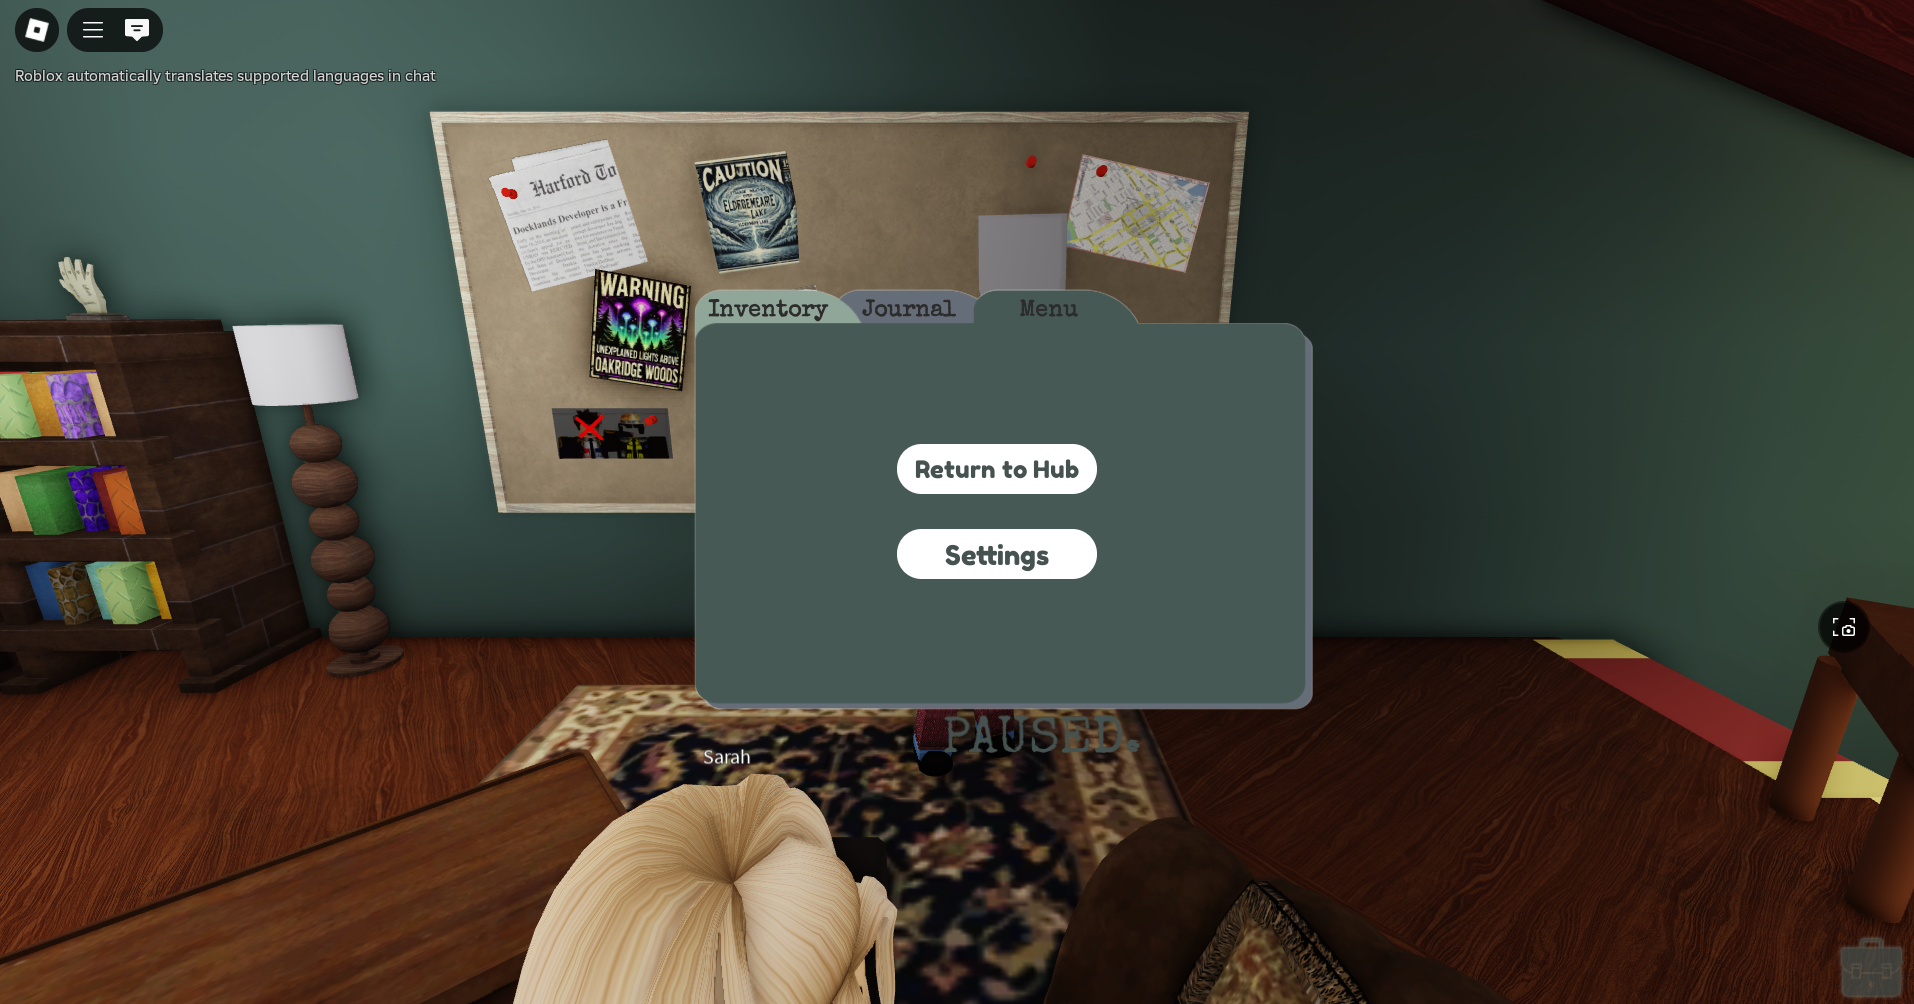 Roblox automatically translates supported languages in chat
Harford To
Docklands Developer is a Fr
CAUTION
ELDERGEWEARE
LAKE
WARNING
UNEXPLAINED LIGHTS ABOVE
OAKRIDGE WOODS
Inventory
Journal
Menu
Return to Hub
Settings
PAUSED.
Sarah